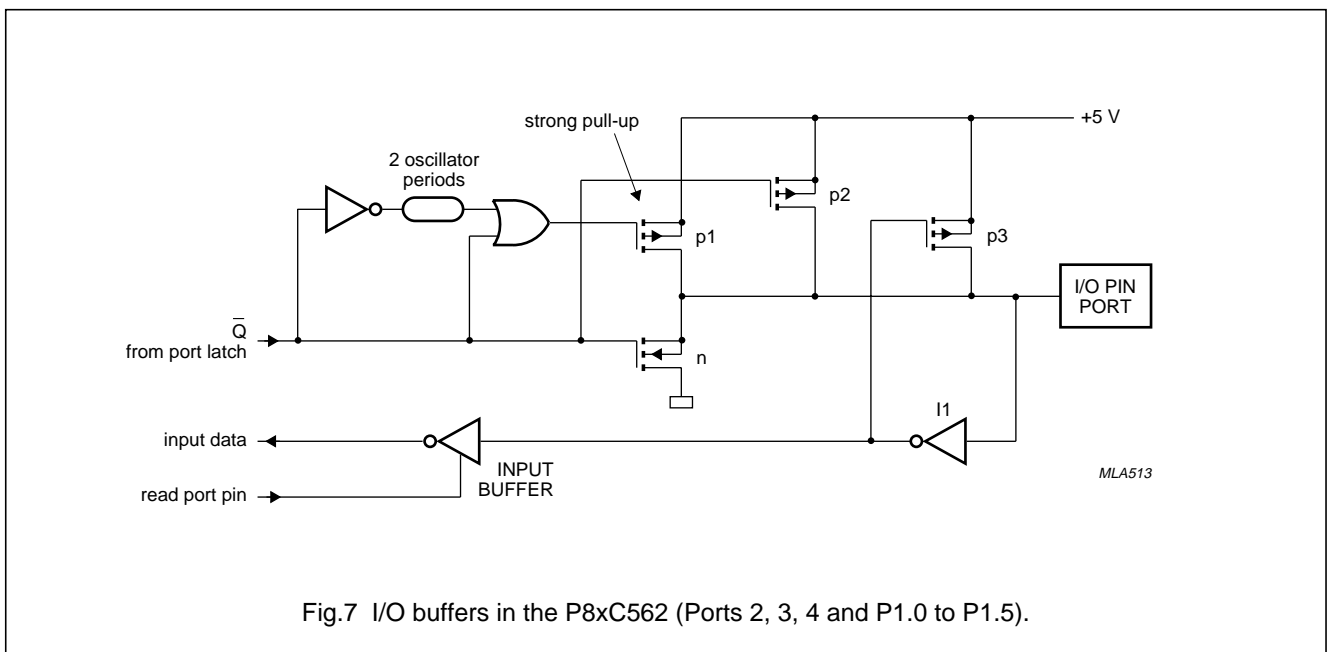 strong pull-up
+5 V
2 oscillator
periods
p2
p1
p3
I/O PIN
PORT
Q
from port latch
n
I1
input data
INPUT
BUFFER
read port pin
MLA513
Fig.7 I/O buffers in the P8xC562 (Ports 2, 3, 4 and P1.0 to P1.5).